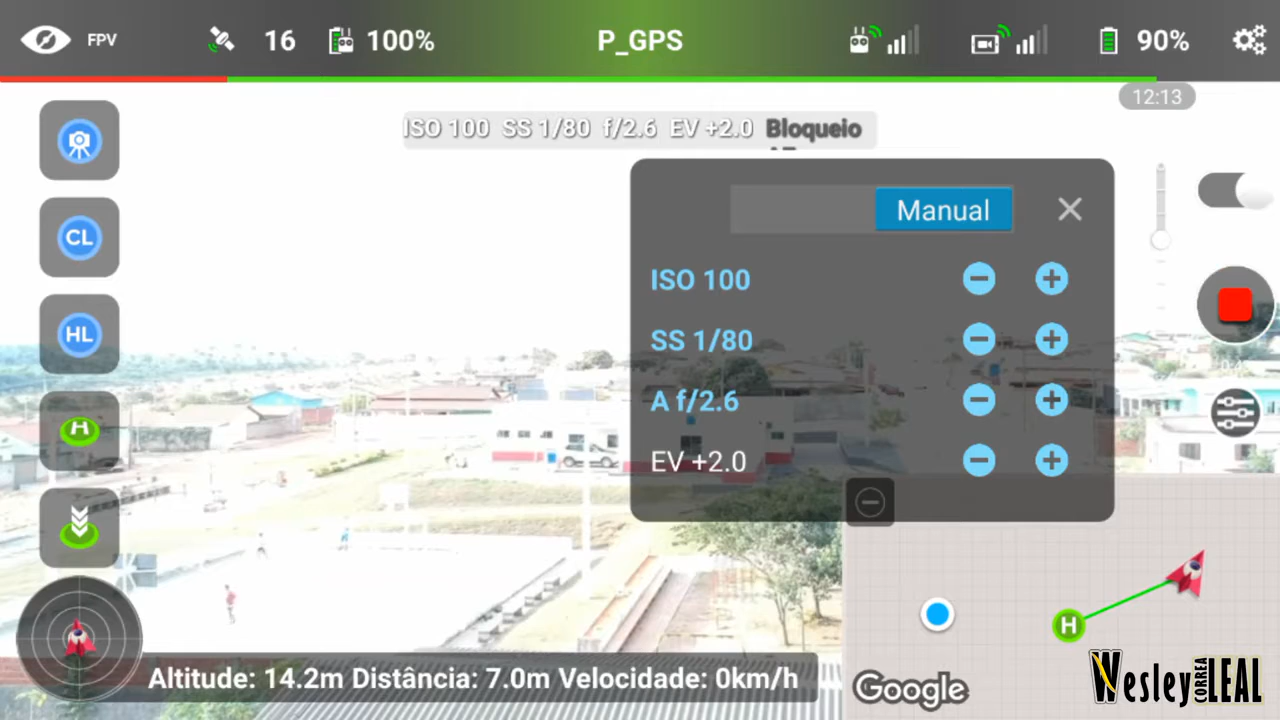 FPV 16 100% P_GPS 90%
12:13
ISO 100 SS 1/80 f/2.6 EV +2.0 Bloqueio
Manual
CL
ISO 100
HL
SS 1/80
A f/2.6
H
EV +2.0
H
Altitude: 14.2m Distância: 7.0m Velocidade: 0km/h
Google
Wesley CORREA LEAL